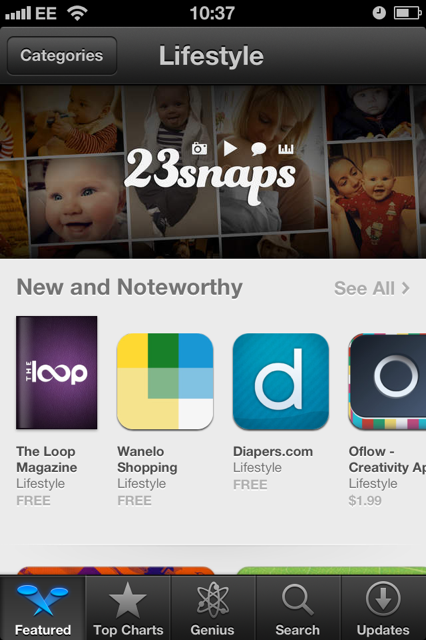 EE 10:37
Categories Lifestyle
23snaps
New and Noteworthy See All
THE loop
d
The Loop Magazine
Lifestyle
FREE
Wanelo Shopping
Lifestyle
FREE
Diapers.com
Lifestyle
FREE
Oflow -
Creativity Ap
Lifestyle
$1.99
Featured Top Charts Genius Search Updates